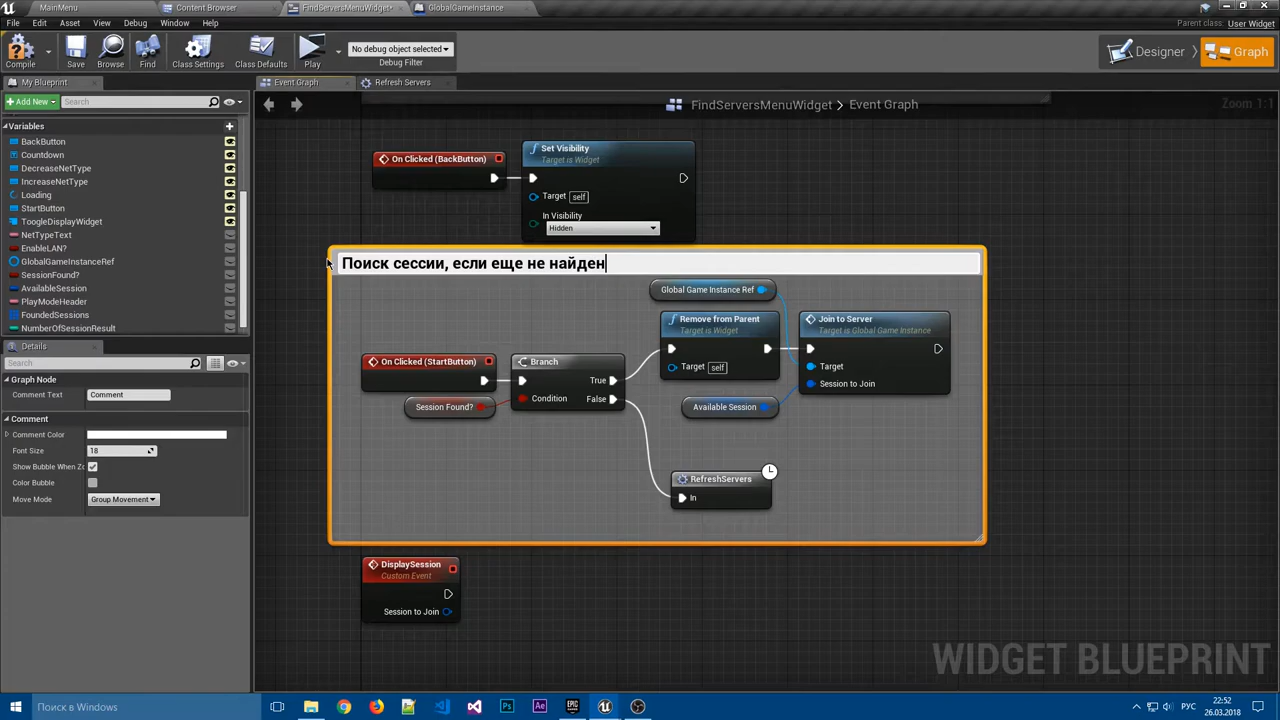 MainMenu
Content Browser
FindServersMenuWidget*
GlobalGameInstance
File Edit Asset View Debug Window Help
Parent class: User Widget
Compile
Save
Browse
Find
Class Settings
Class Defaults
Play
No debug object selected
Debug Filter
Designer
Graph
My Blueprint
Event Graph
Refresh Servers
+Add New
Search
FindServersMenuWidget > Event Graph
Zoom 1:1
Variables
BackButton
Countdown
DecreaseNetType
IncreaseNetType
Loading
StartButton
ToogleDisplayWidget
NetTypeText
EnableLAN?
GlobalGameInstanceRef
SessionFound?
AvailableSession
PlayModeHeader
FoundedSessions
NumberOfSessionResult
Details
Search
Graph Node
Comment Text Comment
Comment
Comment Color
Font Size 18
Show Bubble When Zo
Color Bubble
Move Mode Group Movement
On Clicked (BackButton)
Set Visibility
Target is Widget
Target self
In Visibility
Hidden
Поиск сессии, если еще не найден
Global Game Instance Ref
Remove from Parent
Target is Widget
Target self
Join to Server
Target is Global Game Instance
Target
Session to Join
On Clicked (StartButton)
Branch
True
Condition False
Session Found?
Available Session
RefreshServers
In
DisplaySession
Custom Event
Session to Join
WIDGET BLUEPRINT
Поиск в Windows
Ps
Ae
EPIC
РУС
22:52
26.03.2018